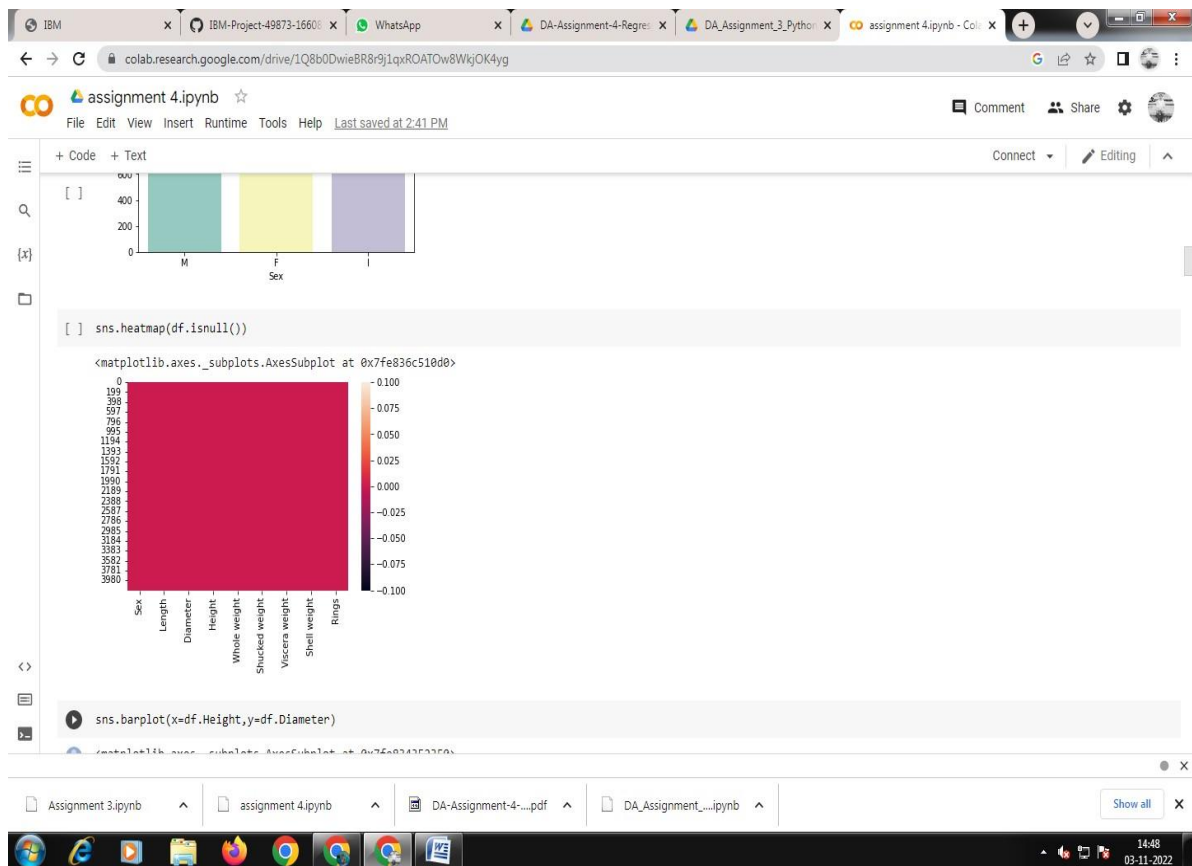 IBM
IBM-Project-49873-16608
WhatsApp
DA-Assignment-4-Regres
DA_Assignment_3_Python
assignment 4.ipynb - Col
colab.research.google.com/drive/1Q8b0DwieBR8r9j1qxROATOw8WkjOK4yg
CO
assignment 4.ipynb
File Edit View Insert Runtime Tools Help Last saved at 2:41 PM
Comment Share
+ Code + Text
Connect Editing
[ ]
600
400
200
0
M F I
Sex
{x}
[ ] sns.heatmap(df.isnull())
<matplotlib.axes._subplots.AxesSubplot at 0x7fe836c510d0>
0
199
398
597
796
995
1194
1393
1592
1791
1990
2189
2388
2587
2786
2985
3184
3383
3582
3781
3980
0.100
0.075
0.050
0.025
0.000
−0.025
−0.050
−0.075
−0.100
Sex
Length
Diameter
Height
Whole weight
Shucked weight
Viscera weight
Shell weight
Rings
sns.barplot(x=df.Height,y=df.Diameter)
<matplotlib.axes._subplots.AxesSubplot at
Assignment 3.ipynb
assignment 4.ipynb
DA-Assignment-4-....pdf
DA_Assignment_....ipynb
Show all
14:48
03-11-2022